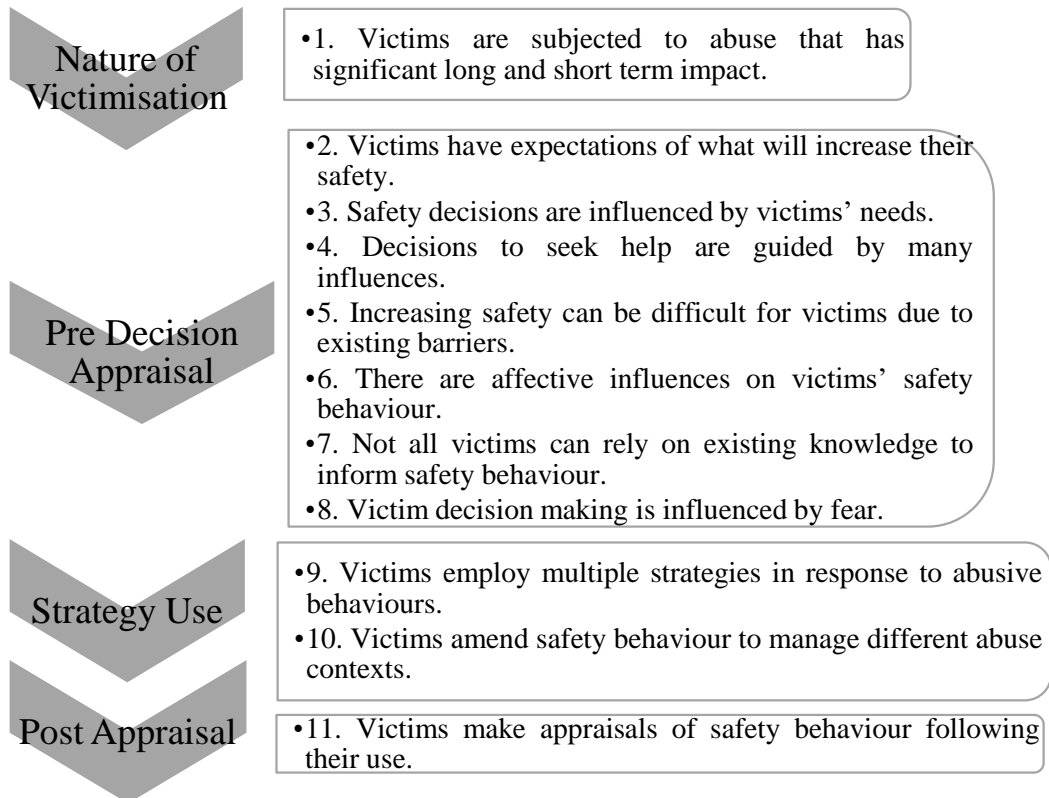 Nature of
Victimisation
•1. Victims are subjected to abuse that has
significant long and short term impact.
Pre Decision
Appraisal
•2. Victims have expectations of what will increase their
safety.
•3. Safety decisions are influenced by victims’ needs.
•4. Decisions to seek help are guided by many
influences.
•5. Increasing safety can be difficult for victims due to
existing barriers.
•6. There are affective influences on victims’ safety
behaviour.
•7. Not all victims can rely on existing knowledge to
inform safety behaviour.
•8. Victim decision making is influenced by fear.
Strategy Use
•9. Victims employ multiple strategies in response to abusive
behaviours.
•10. Victims amend safety behaviour to manage different abuse
contexts.
Post Appraisal
•11. Victims make appraisals of safety behaviour following
their use.